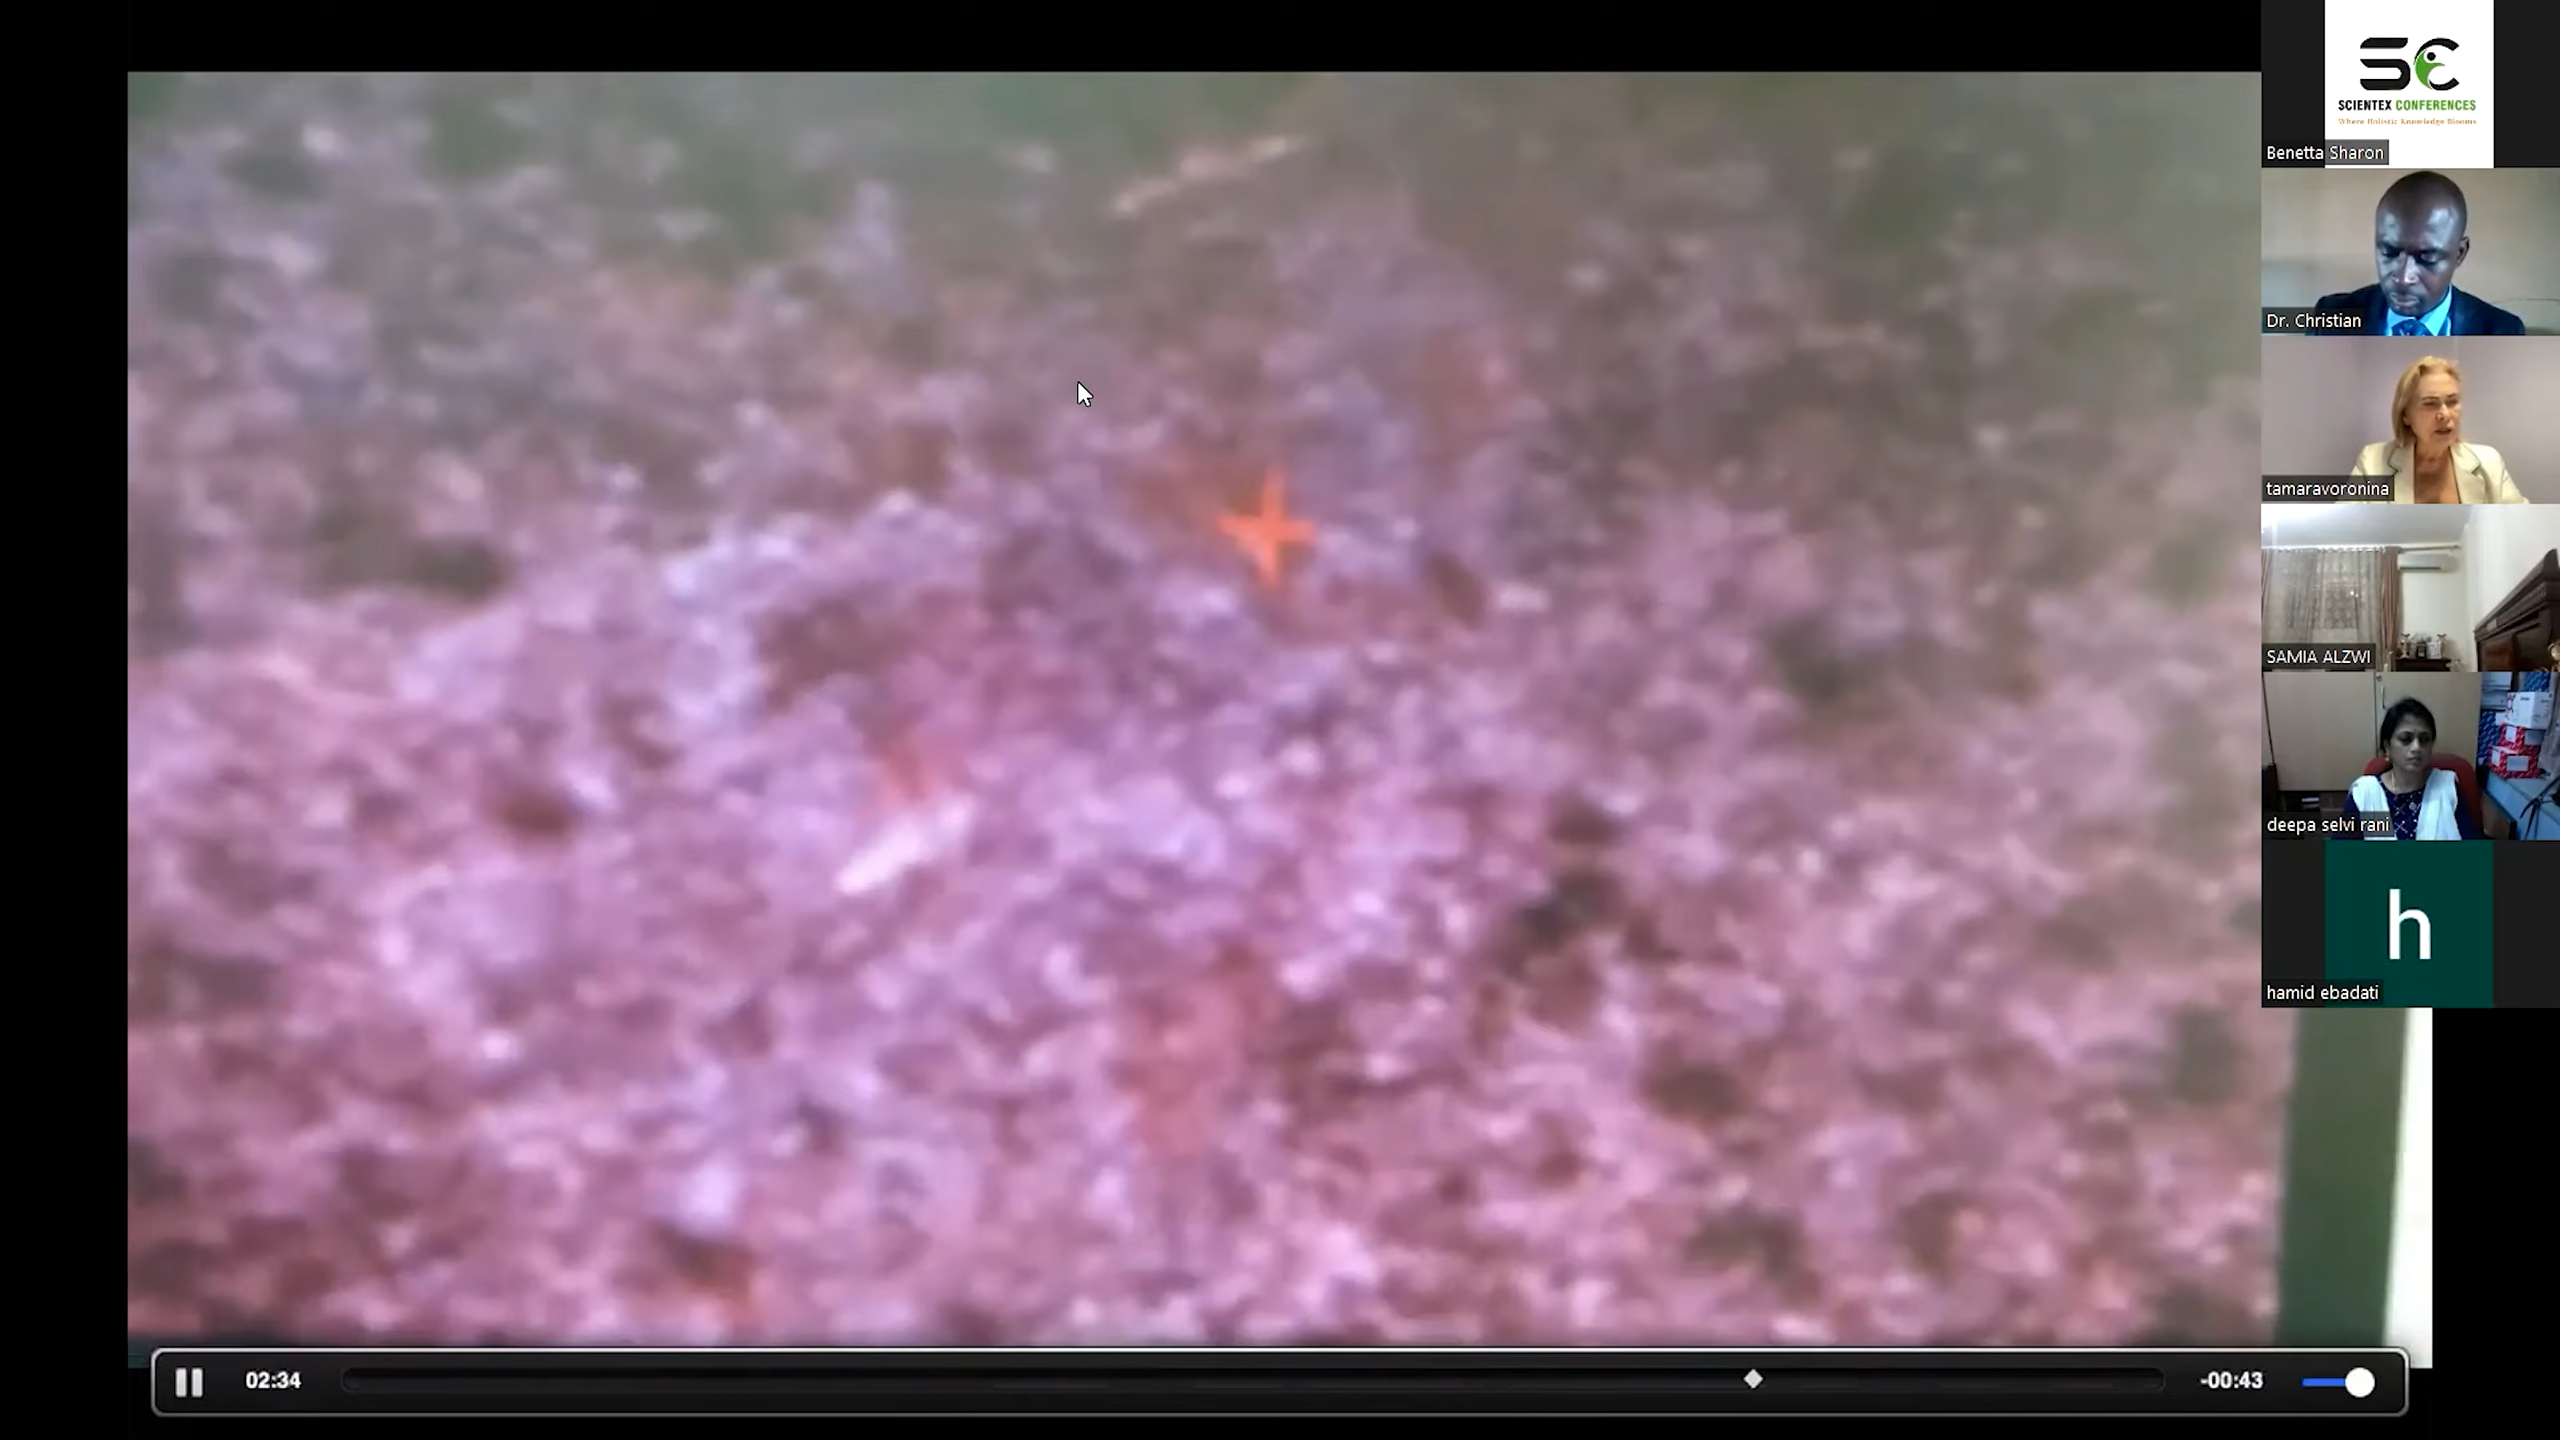 SC
SCIENTEX CONFERENCES
Where Holistic Knowledge Blooms
Benetta Sharon
Dr. Christian
tamaravoronina
SAMIA ALZWI
deepa selvi rani
h
hamid ebadati
02:34
-00:43